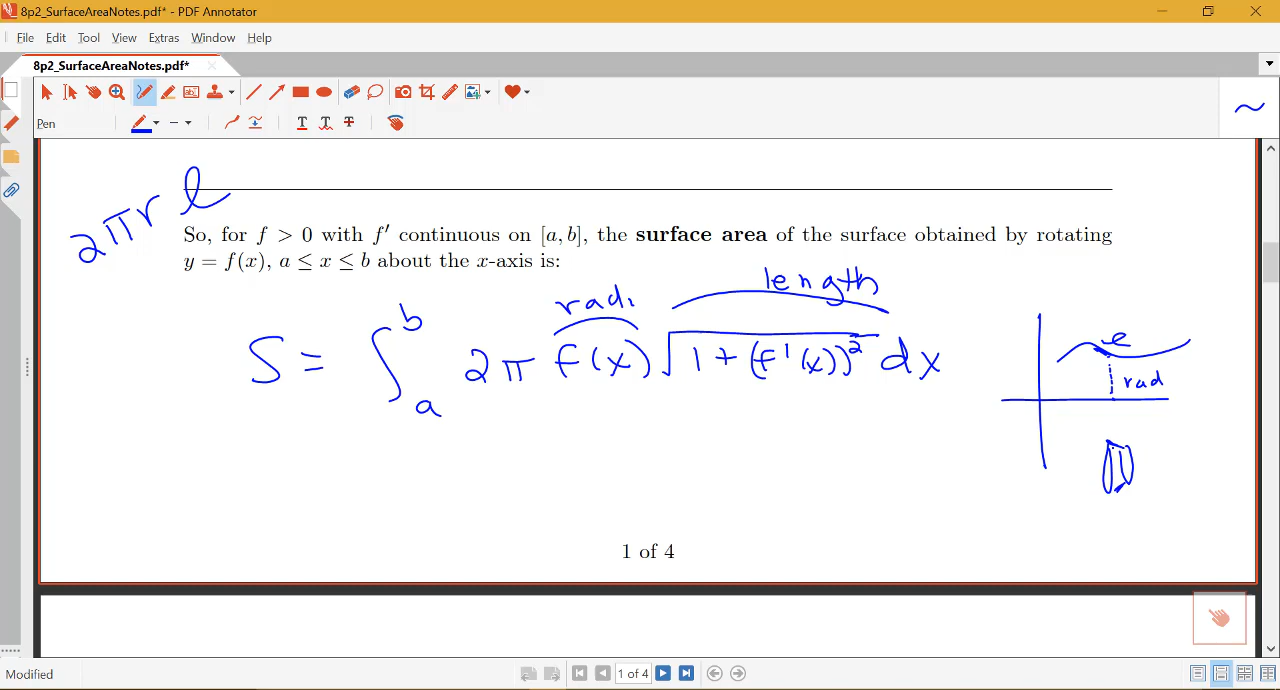 8p2_SurfaceAreaNotes.pdf* - PDF Annotator
File Edit Tool View Extras Window Help
8p2_SurfaceAreaNotes.pdf*
Pen
2πr l
So, for f > 0 with f′ continuous on [a, b], the surface area of the surface obtained by rotating
y = f(x), a ≤ x ≤ b about the x-axis is:
radi length
S = ∫_a^b 2π f(x) √(1 + (f'(x))²) dx
l
rad
1 of 4
Modified
1 of 4